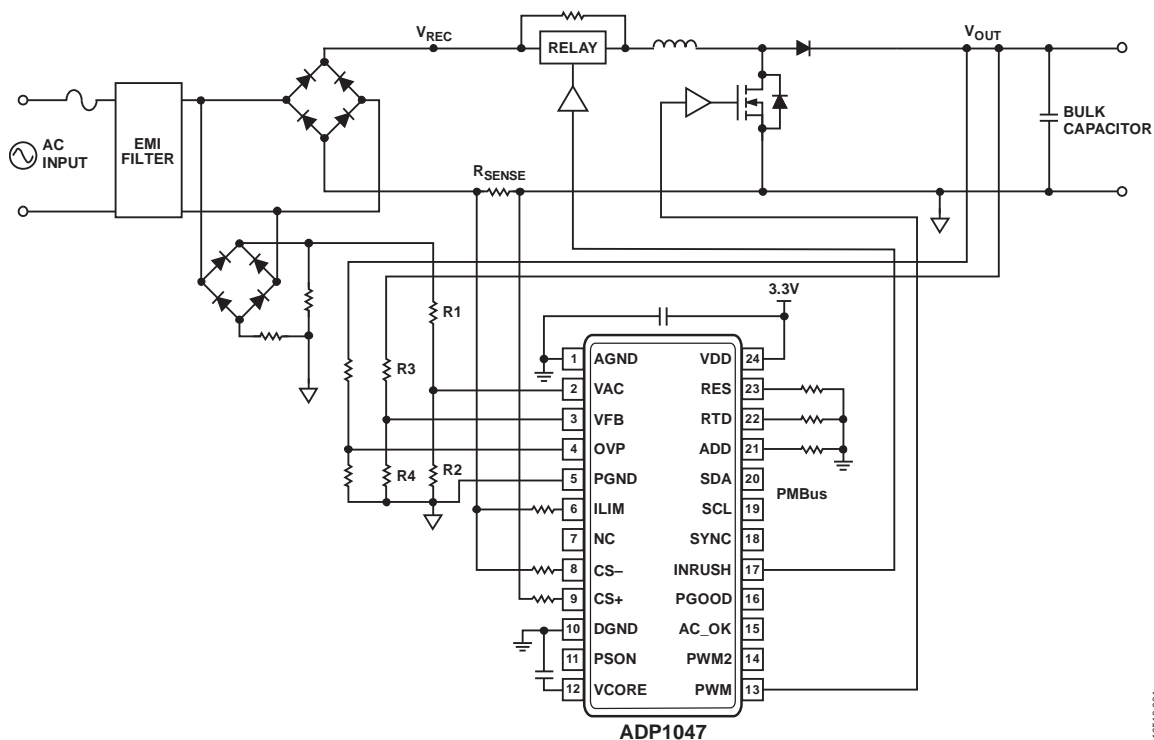 VREC
RELAY
VOUT
AC
INPUT
EMI
FILTER
BULK
CAPACITOR
RSENSE
3.3V
R1
R3
R4
R2
1 AGND
2 VAC
3 VFB
4 OVP
5 PGND
6 ILIM
7 NC
8 CS–
9 CS+
10 DGND
11 PSON
12 VCORE
VDD 24
RES 23
RTD 22
ADD 21
SDA 20
PMBus
SCL 19
SYNC 18
INRUSH 17
PGOOD 16
AC_OK 15
PWM2 14
PWM 13
ADP1047